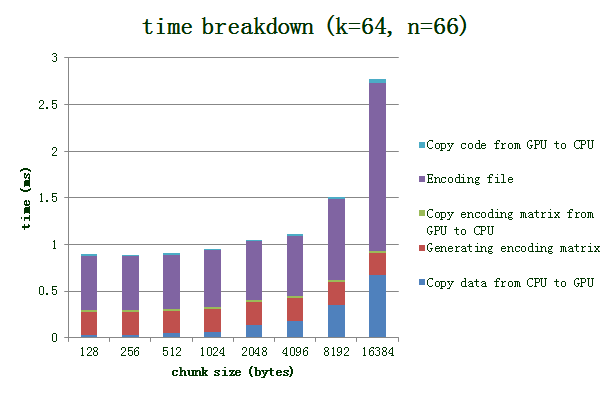 time breakdown (k=64, n=66)
3
2.5
2
1.5
1
0.5
0
time (ms)
128 256 512 1024 2048 4096 8192 16384
chunk size (bytes)
Copy code from GPU to CPU
Encoding file
Copy encoding matrix from
GPU to CPU
Generating encoding matrix
Copy data from CPU to GPU